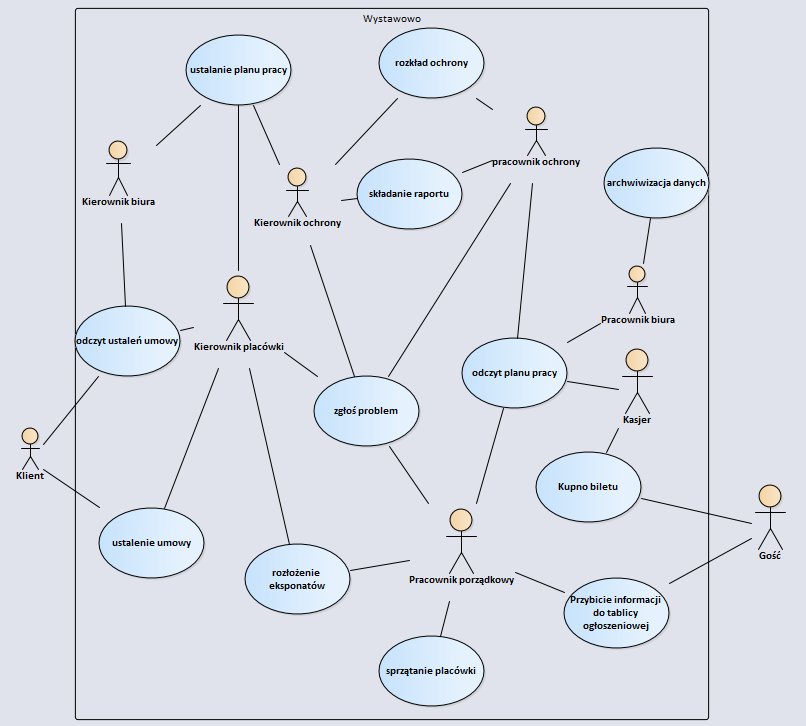 Wystawowo
ustalanie planu pracy
rozkład ochrony
pracownik ochrony
składanie raportu
archwiwizacja danych
Kierownik biura
Kierownik ochrony
Pracownik biura
odczyt ustaleń umowy
Kierownik placówki
odczyt planu pracy
zgłoś problem
Kasjer
Klient
Kupno biletu
ustalenie umowy
Gość
rozłożenie
eksponatów
Pracownik porządkowy
Przybicie informacji
do tablicy
ogłoszeniowej
sprzątanie placówki